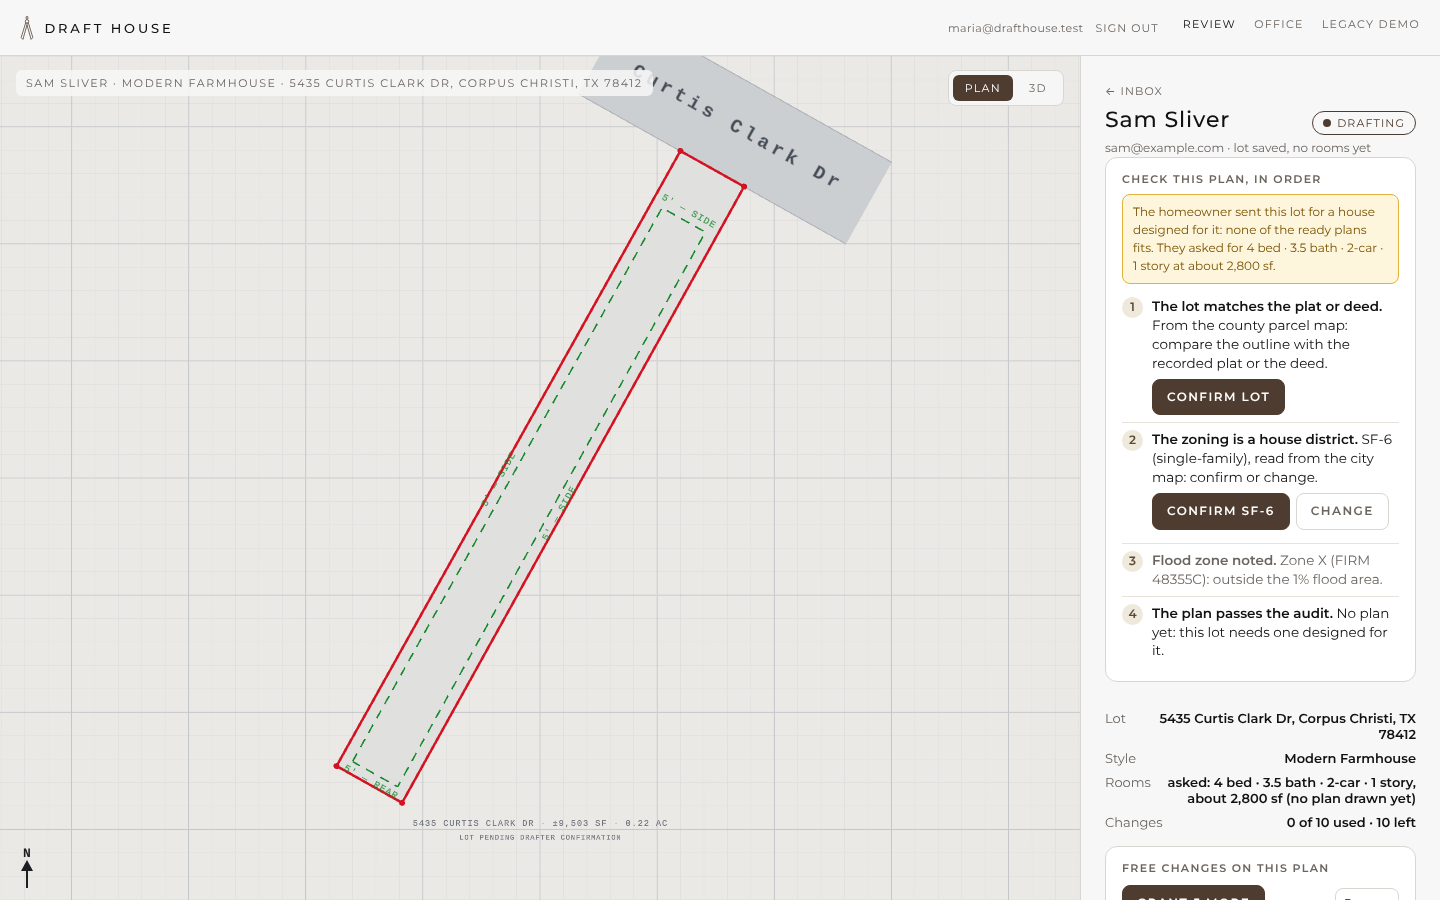 DRAFT HOUSE
maria@drafthouse.test SIGN OUT REVIEW OFFICE LEGACY DEMO
SAM SLIVER · MODERN FARMHOUSE · 5435 CURTIS CLARK DR, CORPUS CHRISTI, TX 78412
PLAN 3D
Curtis Clark Dr
5' — SIDE
5' — SIDE
5' — SIDE
5' — REAR
5435 CURTIS CLARK DR · ±9,503 SF · 0.22 AC
LOT PENDING DRAFTER CONFIRMATION
N
← INBOX
Sam Sliver
DRAFTING
sam@example.com · lot saved, no rooms yet
CHECK THIS PLAN, IN ORDER
The homeowner sent this lot for a house
designed for it: none of the ready plans
fits. They asked for 4 bed · 3.5 bath · 2-car ·
1 story at about 2,800 sf.
1 The lot matches the plat or deed.
From the county parcel map:
compare the outline with the
recorded plat or the deed.
CONFIRM LOT
2 The zoning is a house district. SF-6
(single-family), read from the city
map: confirm or change.
CONFIRM SF-6 CHANGE
3 Flood zone noted. Zone X (FIRM
48355C): outside the 1% flood area.
4 The plan passes the audit. No plan
yet: this lot needs one designed for
it.
Lot 5435 Curtis Clark Dr, Corpus Christi, TX
78412
Style Modern Farmhouse
Rooms asked: 4 bed · 3.5 bath · 2-car · 1 story,
about 2,800 sf (no plan drawn yet)
Changes 0 of 10 used · 10 left
FREE CHANGES ON THIS PLAN